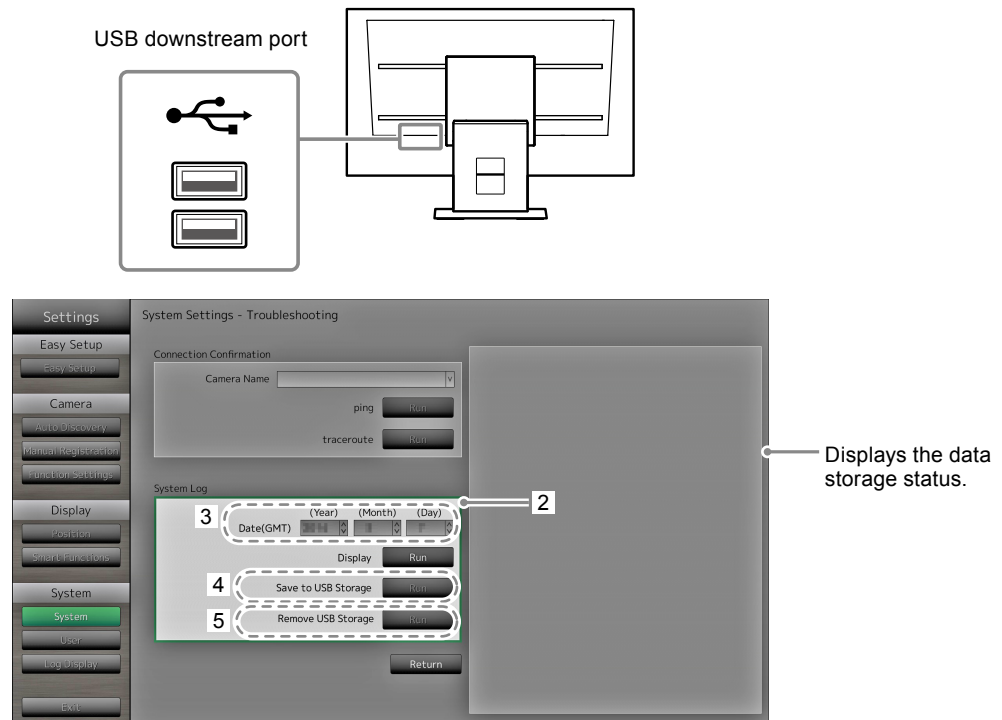 USB downstream port
Settings
System Settings - Troubleshooting
Easy Setup
Easy Setup
Connection Confirmation
Camera Name
ping Run
traceroute Run
Camera
Auto Discovery
Manual Registration
Function Settings
Displays the data
storage status.
System Log
2
3
(Year) (Month) (Day)
Date(GMT)
Display Run
4 Save to USB Storage Run
5 Remove USB Storage Run
Return
Display
Position
Smart Functions
System
System
User
Log Display
Exit